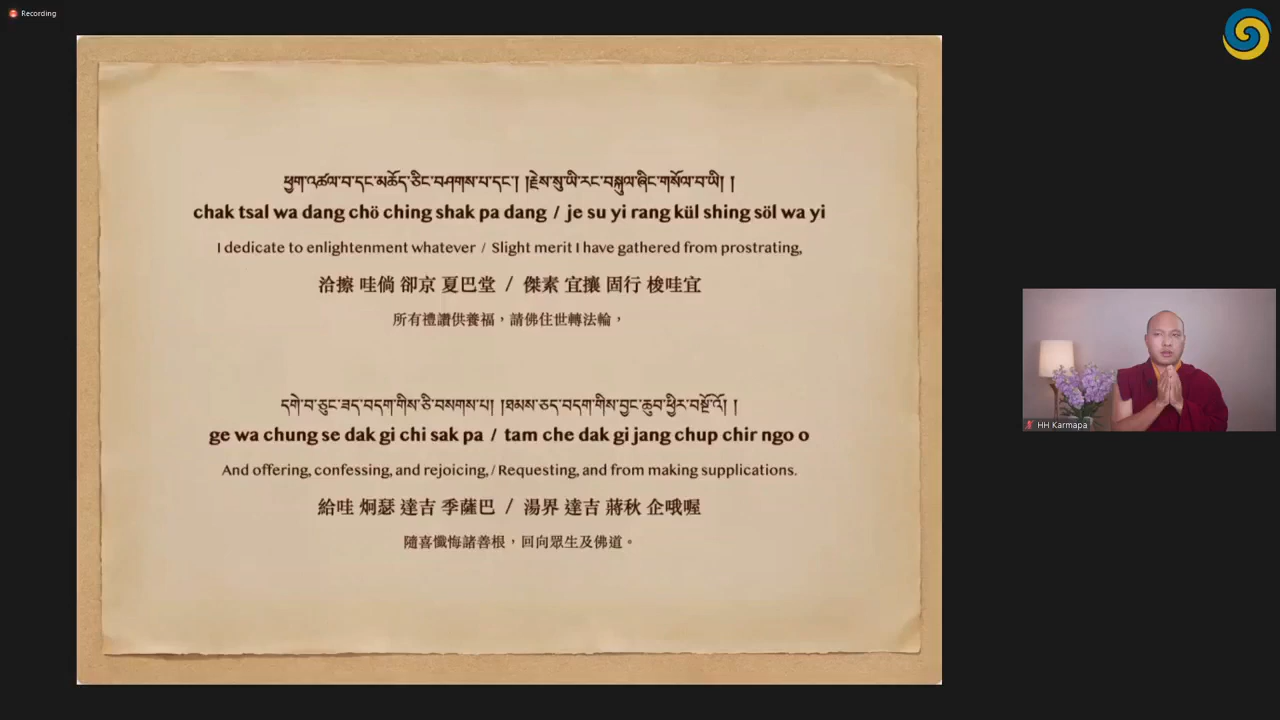 Recording
ཕྱག་འཚལ་བ་དང་མཆོད་ཅིང་བཤགས་པ་དང་། །རྗེས་སུ་ཡི་རང་བསྐུལ་ཞིང་གསོལ་བ་ཡི། །
chak tsal wa dang chö ching shak pa dang / je su yi rang kül shing söl wa yi
I dedicate to enlightenment whatever / Slight merit I have gathered from prostrating,
洽擦 哇倘 卻京 夏巴堂 / 傑素 宜攘 固行 梭哇宜
所有禮讚供養福，請佛住世轉法輪，
དགེ་བ་ཅུང་ཟད་བདག་གིས་ཅི་བསགས་པ། །ཐམས་ཅད་བདག་གིས་བྱང་ཆུབ་ཕྱིར་བསྔོའོ། །
ge wa chung se dak gi chi sak pa / tam che dak gi jang chup chir ngo o
And offering, confessing, and rejoicing, / Requesting, and from making supplications.
給哇 炯瑟 達吉 季薩巴 / 湯界 達吉 蔣秋 企哦喔
隨喜懺悔諸善根，回向眾生及佛道。
HH Karmapa